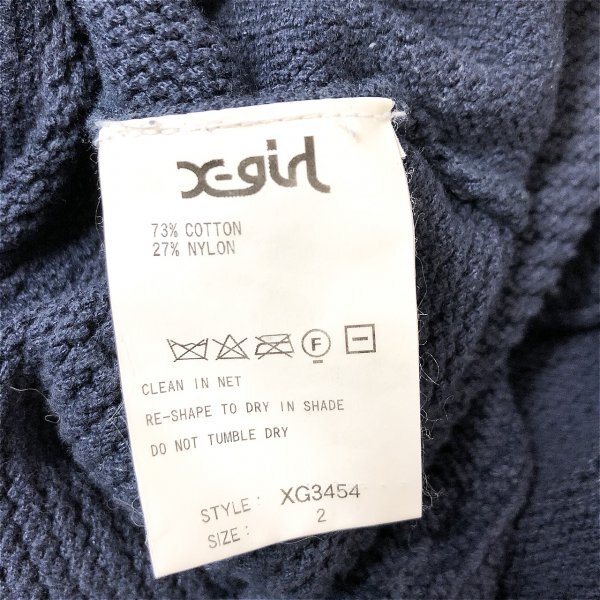 X-girl
73% COTTON
27% NYLON
F
CLEAN IN NET
RE-SHAPE TO DRY IN SHADE
DO NOT TUMBLE DRY
STYLE: XG3454
SIZE: 2